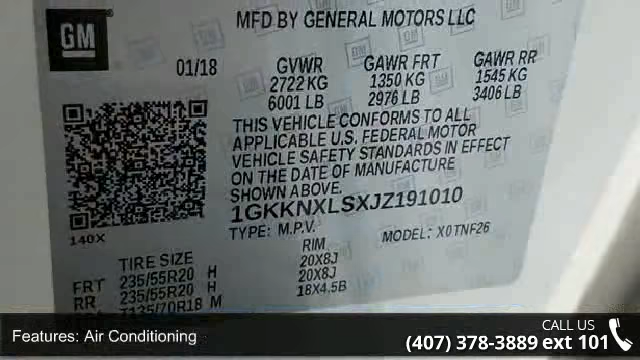 GM
MFD BY GENERAL MOTORS LLC
01/18 GVWR GAWR FRT GAWR RR
2722 KG 1350 KG 1545 KG
6001 LB 2976 LB 3406 LB
THIS VEHICLE CONFORMS TO ALL
APPLICABLE U.S. FEDERAL MOTOR
VEHICLE SAFETY STANDARDS IN EFFECT
ON THE DATE OF MANUFACTURE
SHOWN ABOVE.
1GKKNXLSXJZ191010
140X
TYPE: M.P.V. MODEL: X0TNF26
TIRE SIZE RIM
FRT 235/55R20 H 20X8J
RR 235/55R20 H 20X8J
T135/70R18 M 18X4.5B
Features: Air Conditioning
CALL US
(407) 378-3889 ext 101